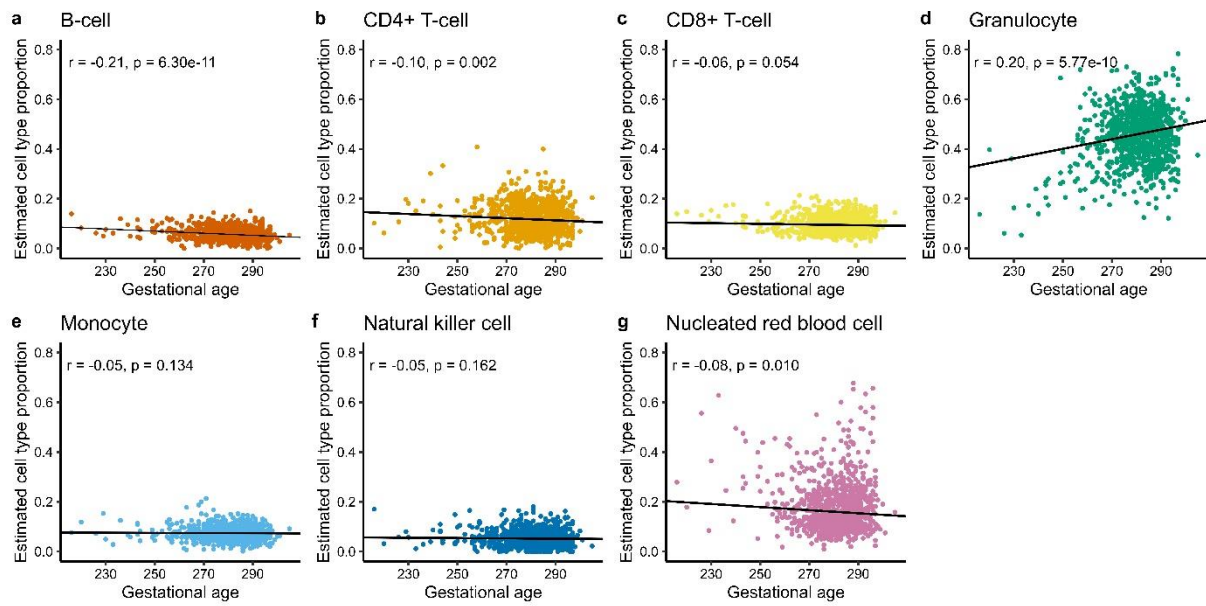 a B-cell
b CD4+ T-cell
c CD8+ T-cell
d Granulocyte
Estimated cell type proportion
0.8
0.6
0.4
0.2
0.0
r = -0.21, p = 6.30e-11
230 250 270 290
Gestational age
Estimated cell type proportion
0.8
0.6
0.4
0.2
0.0
r = -0.10, p = 0.002
230 250 270 290
Gestational age
Estimated cell type proportion
0.8
0.6
0.4
0.2
0.0
r = -0.06, p = 0.054
230 250 270 290
Gestational age
Estimated cell type proportion
0.8
0.6
0.4
0.2
0.0
r = 0.20, p = 5.77e-10
230 250 270 290
Gestational age
e Monocyte
f Natural killer cell
g Nucleated red blood cell
Estimated cell type proportion
0.8
0.6
0.4
0.2
0.0
r = -0.05, p = 0.134
230 250 270 290
Gestational age
Estimated cell type proportion
0.8
0.6
0.4
0.2
0.0
r = -0.05, p = 0.162
230 250 270 290
Gestational age
Estimated cell type proportion
0.8
0.6
0.4
0.2
0.0
r = -0.08, p = 0.010
230 250 270 290
Gestational age